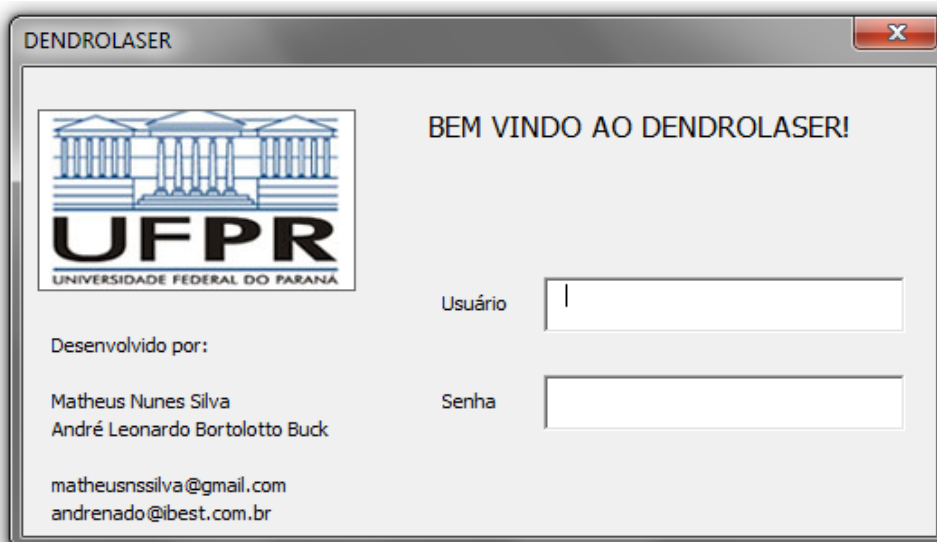 DENDROLASER
UFPR
UNIVERSIDADE FEDERAL DO PARANÁ
BEM VINDO AO DENDROLASER!
Usuário
Senha
Desenvolvido por:
Matheus Nunes Silva
André Leonardo Bortolotto Buck
matheusnssilva@gmail.com
andrenado@ibest.com.br